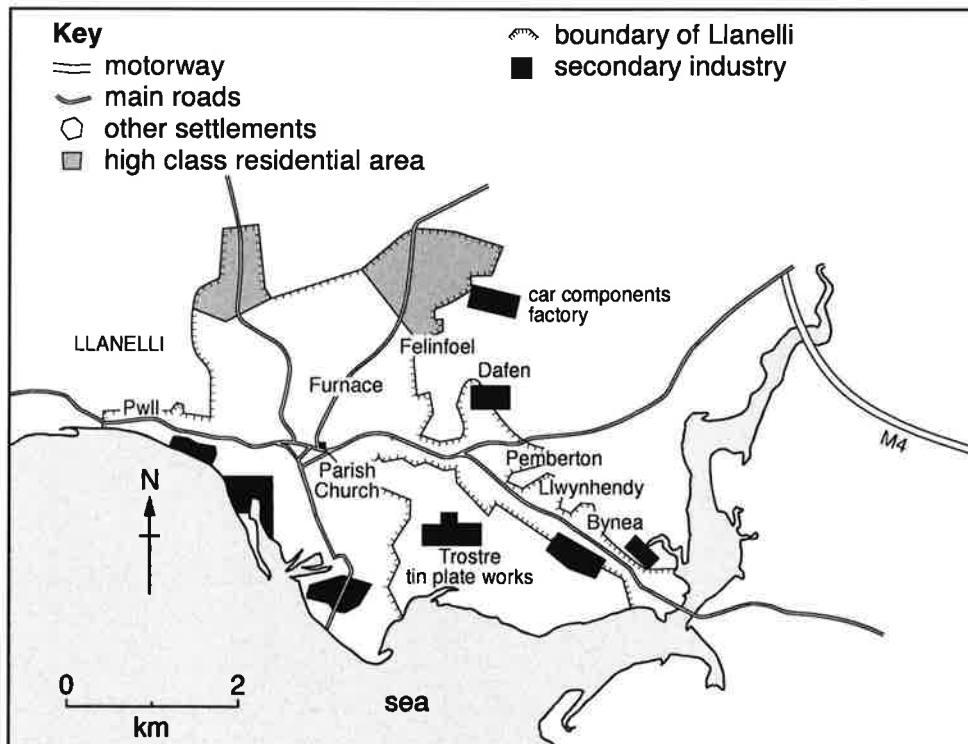 Key
motorway
main roads
other settlements
high class residential area
boundary of Llanelli
secondary industry
car components
factory
LLANELLI
Felinfoel
Furnace
Dafen
Pwll
M4
Parish
Church
Pemberton
Llwynhendy
Bynea
N
Trostre
tin plate works
0 2
km
sea